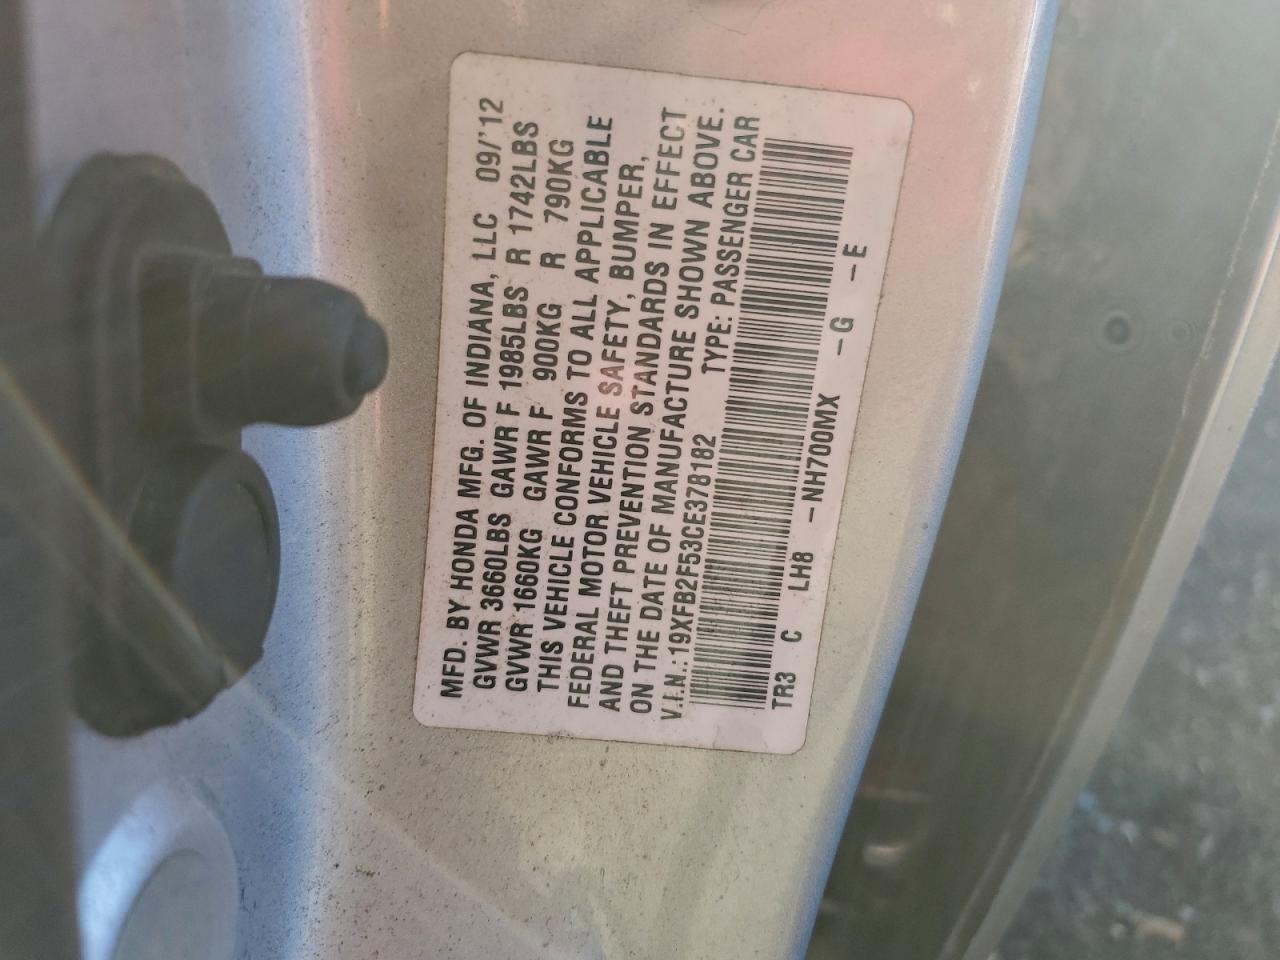 MFD. BY HONDA MFG. OF INDIANA, LLC 09/'12
GVWR 3660LBS GAWR F 1985LBS R 1742LBS
GVWR 1660KG GAWR F 900KG R 790KG
THIS VEHICLE CONFORMS TO ALL APPLICABLE
FEDERAL MOTOR VEHICLE SAFETY, BUMPER,
AND THEFT PREVENTION STANDARDS IN EFFECT
ON THE DATE OF MANUFACTURE SHOWN ABOVE.
V.I.N.: 19XFB2F53CE378182 TYPE: PASSENGER CAR
TR3 C LH8 -NH700MX -G -E